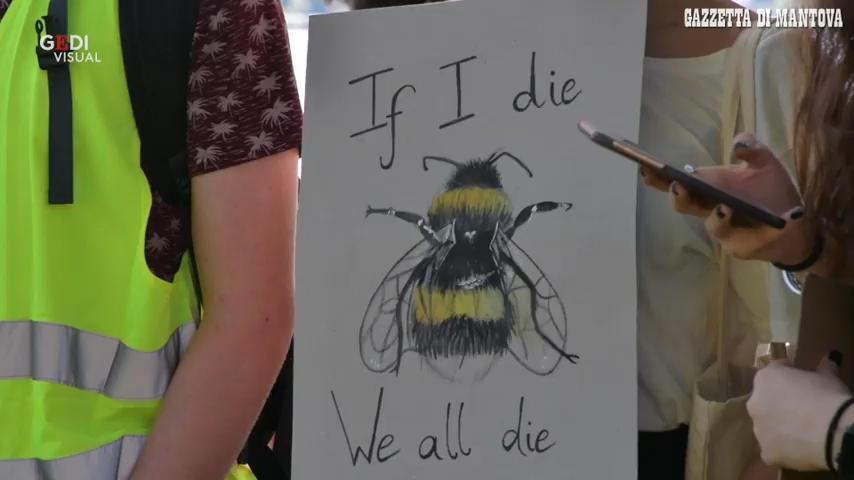 GEDI
VISUAL
GAZZETTA DI MANTOVA
If I die
We all die